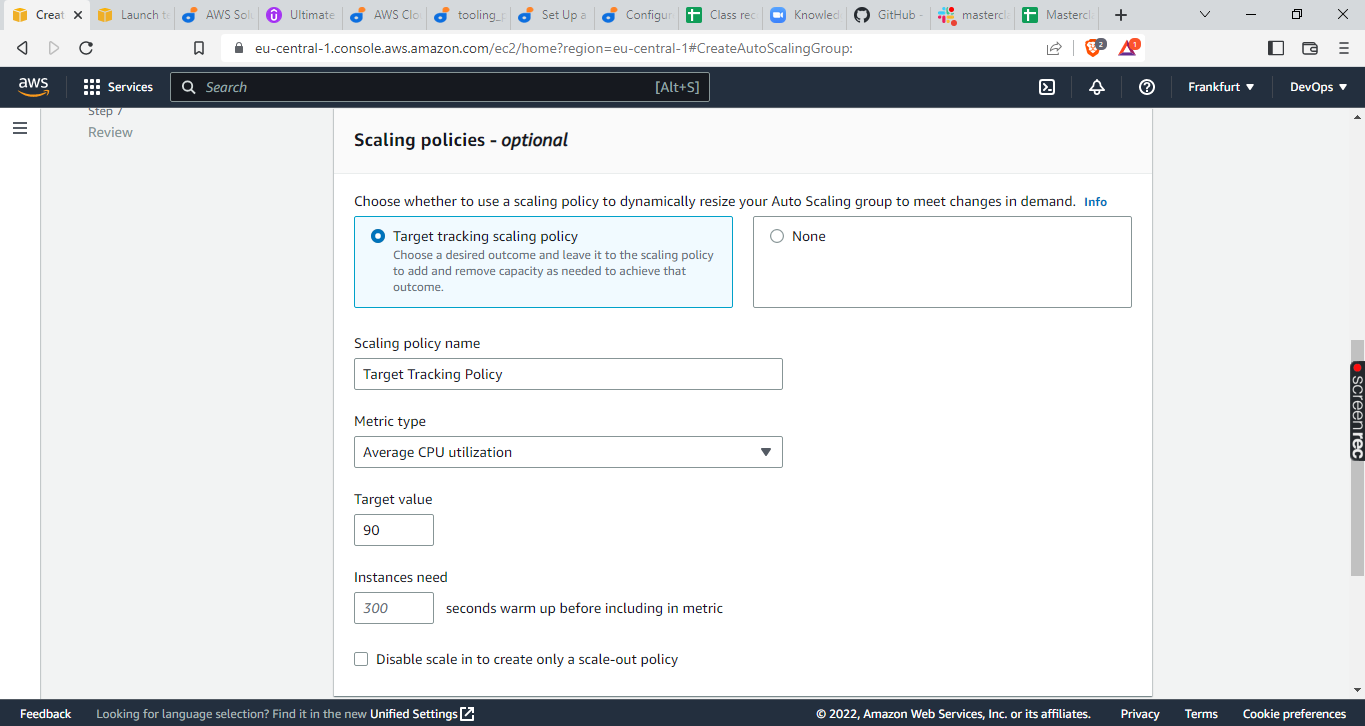 Creat
Launch te
AWS Solu
Ultimate
AWS Clo
tooling_p
Set Up a
Configur
Class rec
Knowled
GitHub -
mastercla
Mastercla
eu-central-1.console.aws.amazon.com/ec2/home?region=eu-central-1#CreateAutoScalingGroup:
2
1
aws
Services
Search
[Alt+S]
Frankfurt
DevOps
Step 7
Review
Scaling policies - optional
Choose whether to use a scaling policy to dynamically resize your Auto Scaling group to meet changes in demand. Info
Target tracking scaling policy
Choose a desired outcome and leave it to the scaling policy
to add and remove capacity as needed to achieve that
outcome.
None
Scaling policy name
Target Tracking Policy
Metric type
Average CPU utilization
Target value
90
Instances need
300 seconds warm up before including in metric
Disable scale in to create only a scale-out policy
screenrec
Feedback
Looking for language selection? Find it in the new Unified Settings
© 2022, Amazon Web Services, Inc. or its affiliates.
Privacy
Terms
Cookie preferences